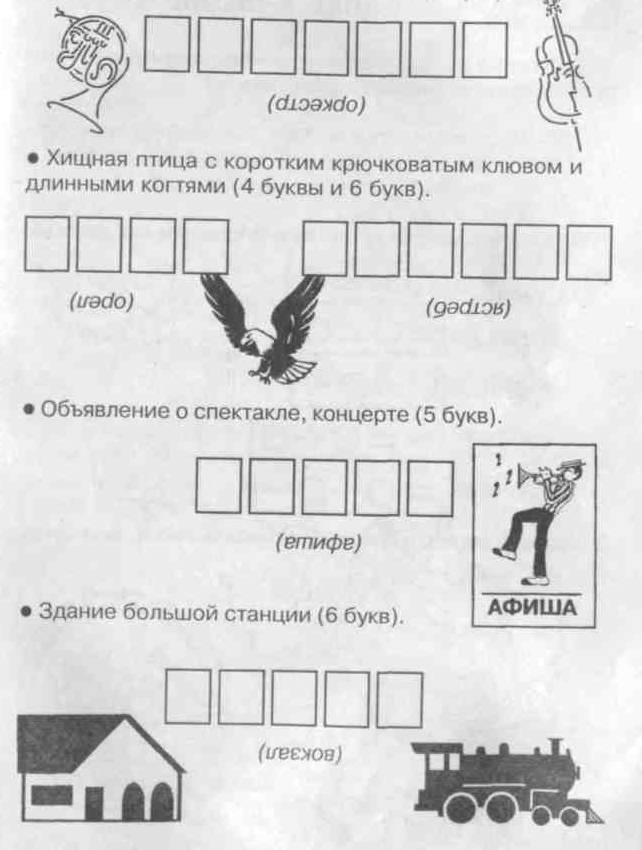 (оркестр)
● Хищная птица с коротким крючковатым клювом и
длинными когтями (4 буквы и 6 букв).
(орел)
(ястреб)
● Объявление о спектакле, концерте (5 букв).
(афиша)
АФИША
● Здание большой станции (6 букв).
(вокзал)